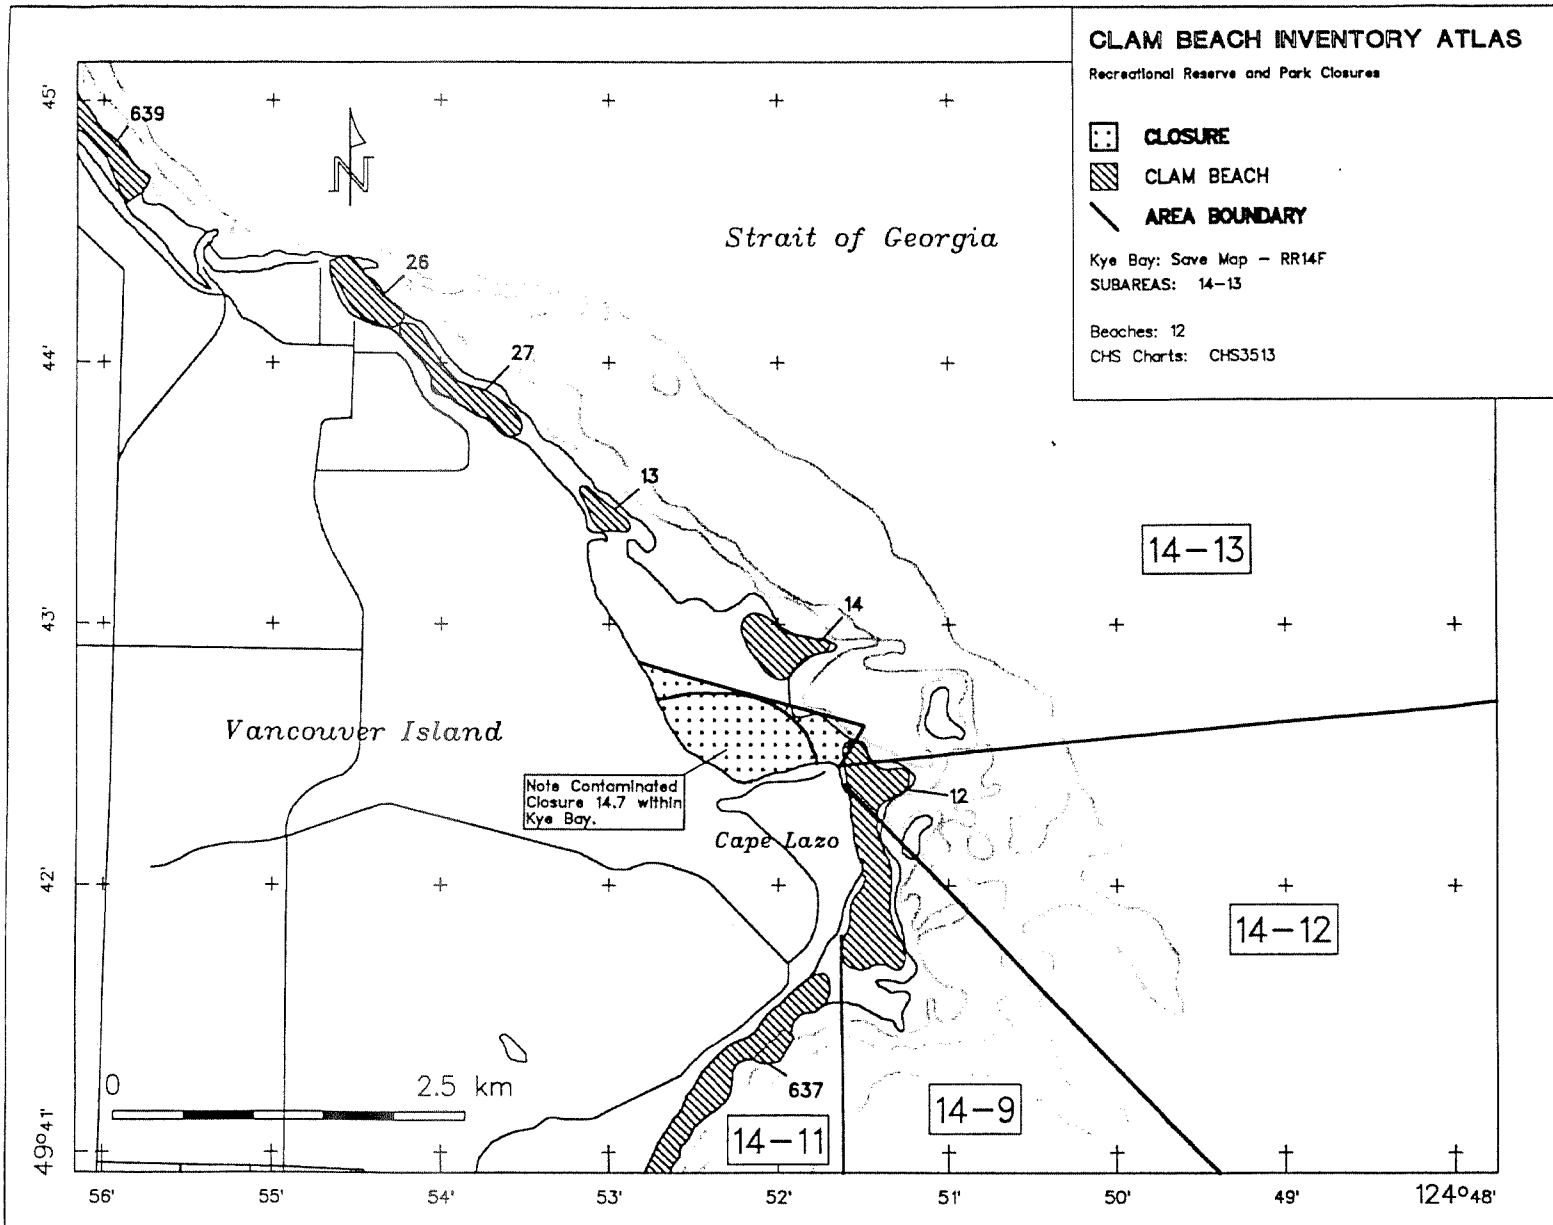 CLAM BEACH INVENTORY ATLAS
Recreational Reserve and Park Closures
CLOSURE
CLAM BEACH
AREA BOUNDARY
Kye Bay: Save Map - RR14F
SUBAREAS: 14-13
Beaches: 12
CHS Charts: CHS3513
45'
639
N
Strait of Georgia
26
44'
27
13
14-13
43'
14
Vancouver Island
Note Contaminated
Closure 14.7 within
Kye Bay.
12
Cape Lazo
42'
14-12
0
2.5 km
637
14-9
14-11
49°41'
56'
55'
54'
53'
52'
51'
50'
49'
124°48'